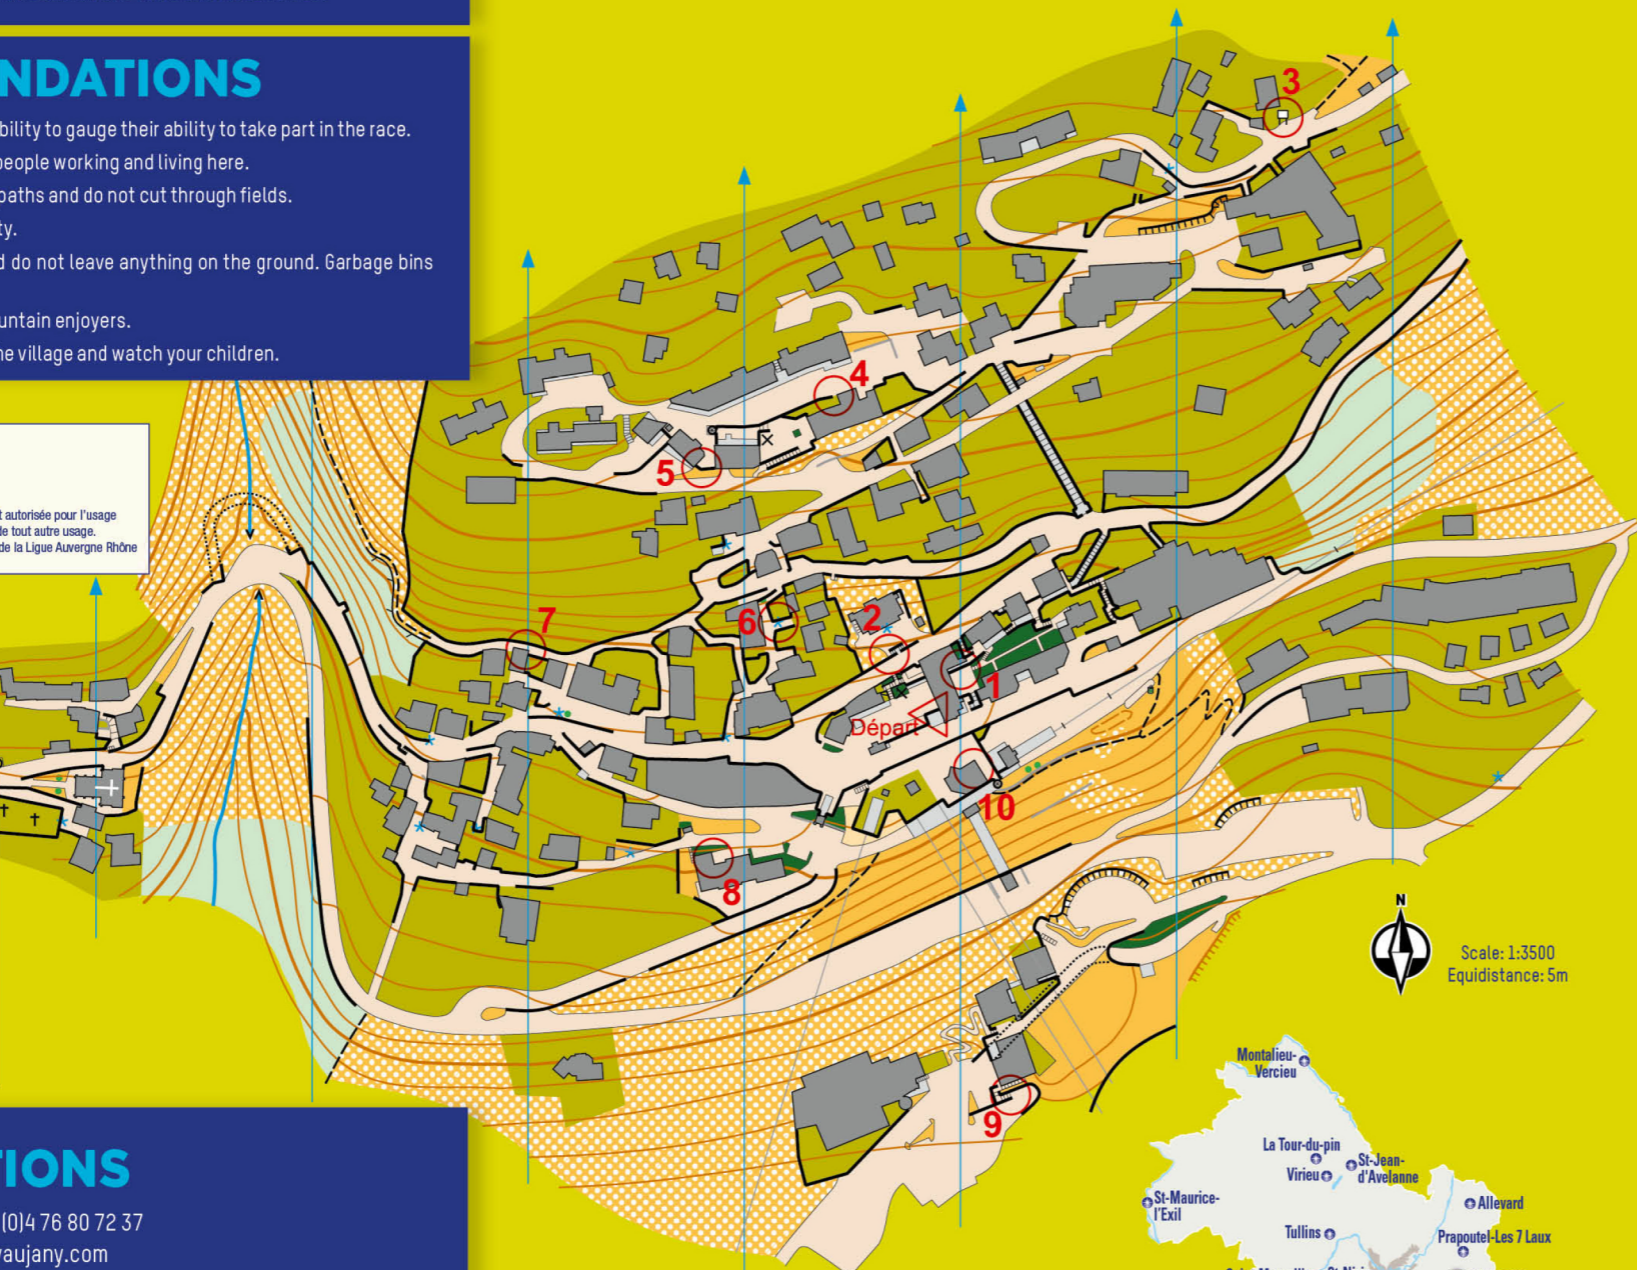 NDATIONS
bility to gauge their ability to take part in the race.
people working and living here.
paths and do not cut through fields.
ty.
d do not leave anything on the ground. Garbage bins
untain enjoyers.
he village and watch your children.
t autorisée pour l'usage
de tout autre usage.
de la Ligue Auvergne Rhône
3
4
5
7
6
2
1
Départ
10
8
9
N
Scale: 1:3500
Equidistance: 5m
TIONS
(0)4 76 80 72 37
vaujany.com
Montalieu-
Vercieu
La Tour-du-pin
Virieu
St-Jean-
d'Avelanne
St-Maurice-
l'Exil
Allevard
Tullins
Prapoutel-Les 7 Laux